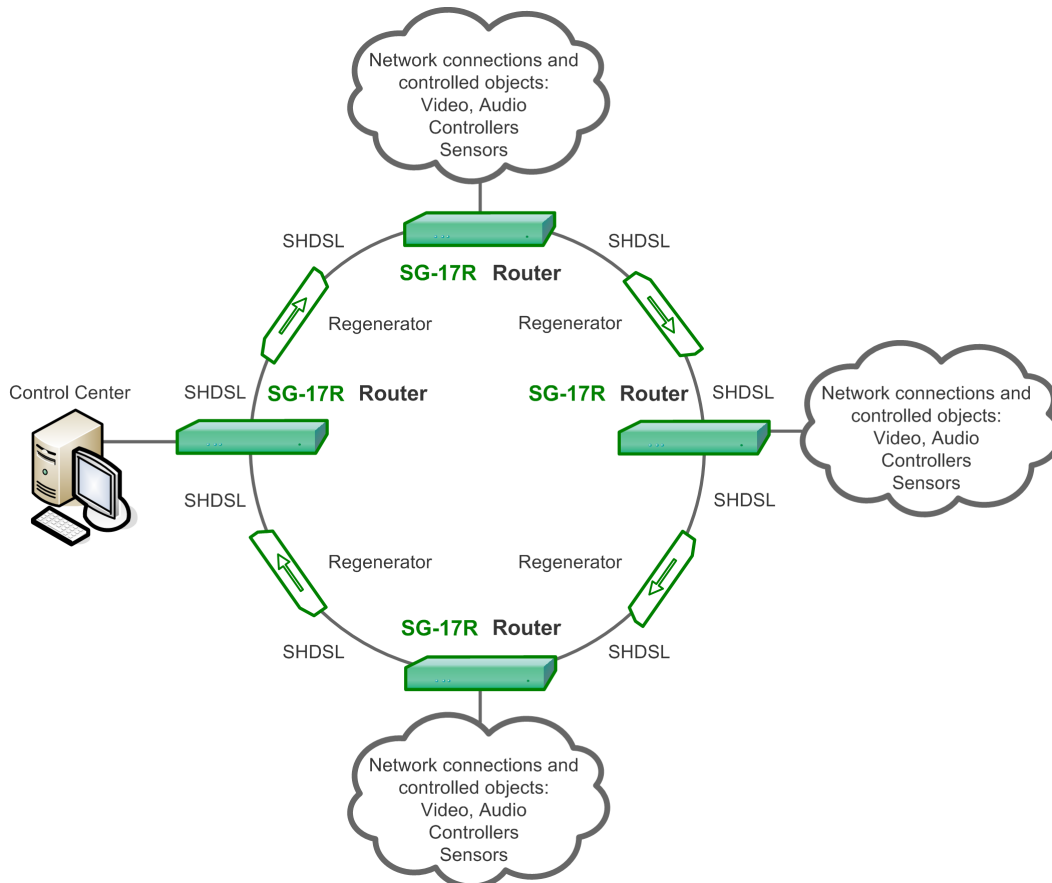 Network connections and
controlled objects:
Video, Audio
Controllers
Sensors
SHDSL
SHDSL
SG-17R Router
Regenerator
Regenerator
Control Center
SHDSL
SG-17R Router
SG-17R Router
SHDSL
Network connections and
controlled objects:
Video, Audio
Controllers
Sensors
SHDSL
SHDSL
Regenerator
Regenerator
SG-17R Router
SHDSL
SHDSL
Network connections and
controlled objects:
Video, Audio
Controllers
Sensors